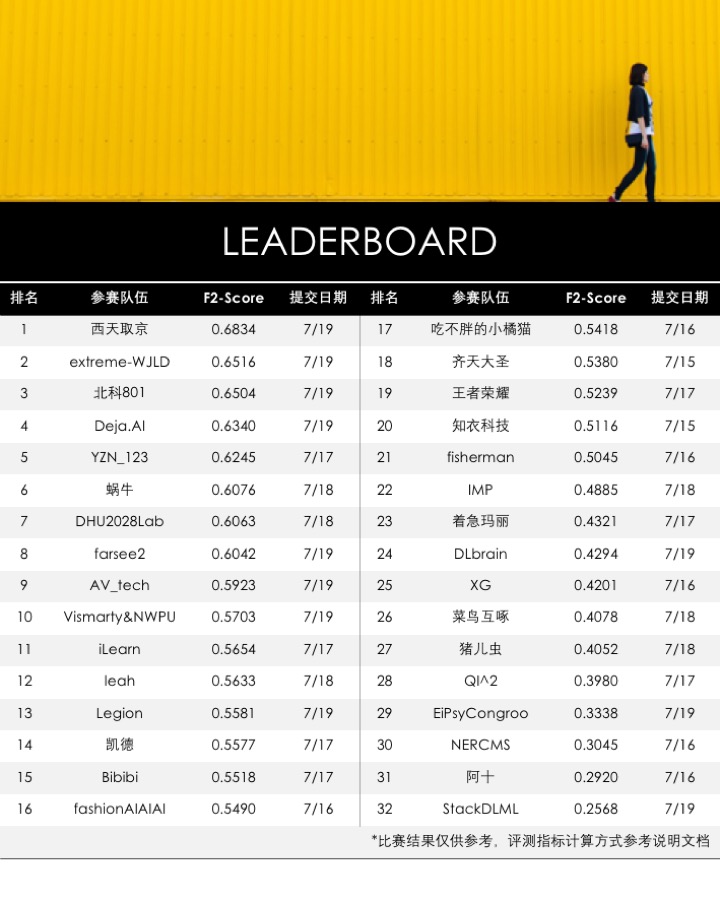 LEADERBOARD
排名 参赛队伍 F2-Score 提交日期 排名 参赛队伍 F2-Score 提交日期
1 西天取京 0.6834 7/19 17 吃不胖的小橘猫 0.5418 7/16
2 extreme-WJLD 0.6516 7/19 18 齐天大圣 0.5380 7/15
3 北科801 0.6504 7/19 19 王者荣耀 0.5239 7/17
4 Deja.AI 0.6340 7/19 20 知衣科技 0.5116 7/15
5 YZN_123 0.6245 7/17 21 fisherman 0.5045 7/16
6 蜗牛 0.6076 7/18 22 IMP 0.4885 7/18
7 DHU2028Lab 0.6063 7/18 23 着急玛丽 0.4321 7/17
8 farsee2 0.6042 7/19 24 DLbrain 0.4294 7/19
9 AV_tech 0.5923 7/19 25 XG 0.4201 7/16
10 Vismarty&NWPU 0.5703 7/19 26 菜鸟互啄 0.4078 7/18
11 iLearn 0.5654 7/17 27 猪儿虫 0.4052 7/18
12 leah 0.5633 7/18 28 QI^2 0.3980 7/17
13 Legion 0.5581 7/19 29 EiPsyCongroo 0.3338 7/19
14 凯德 0.5577 7/17 30 NERCMS 0.3045 7/16
15 Bibibi 0.5518 7/17 31 阿十 0.2920 7/16
16 fashionAIAIAI 0.5490 7/16 32 StackDLML 0.2568 7/19
*比赛结果仅供参考，评测指标计算方式参考说明文档